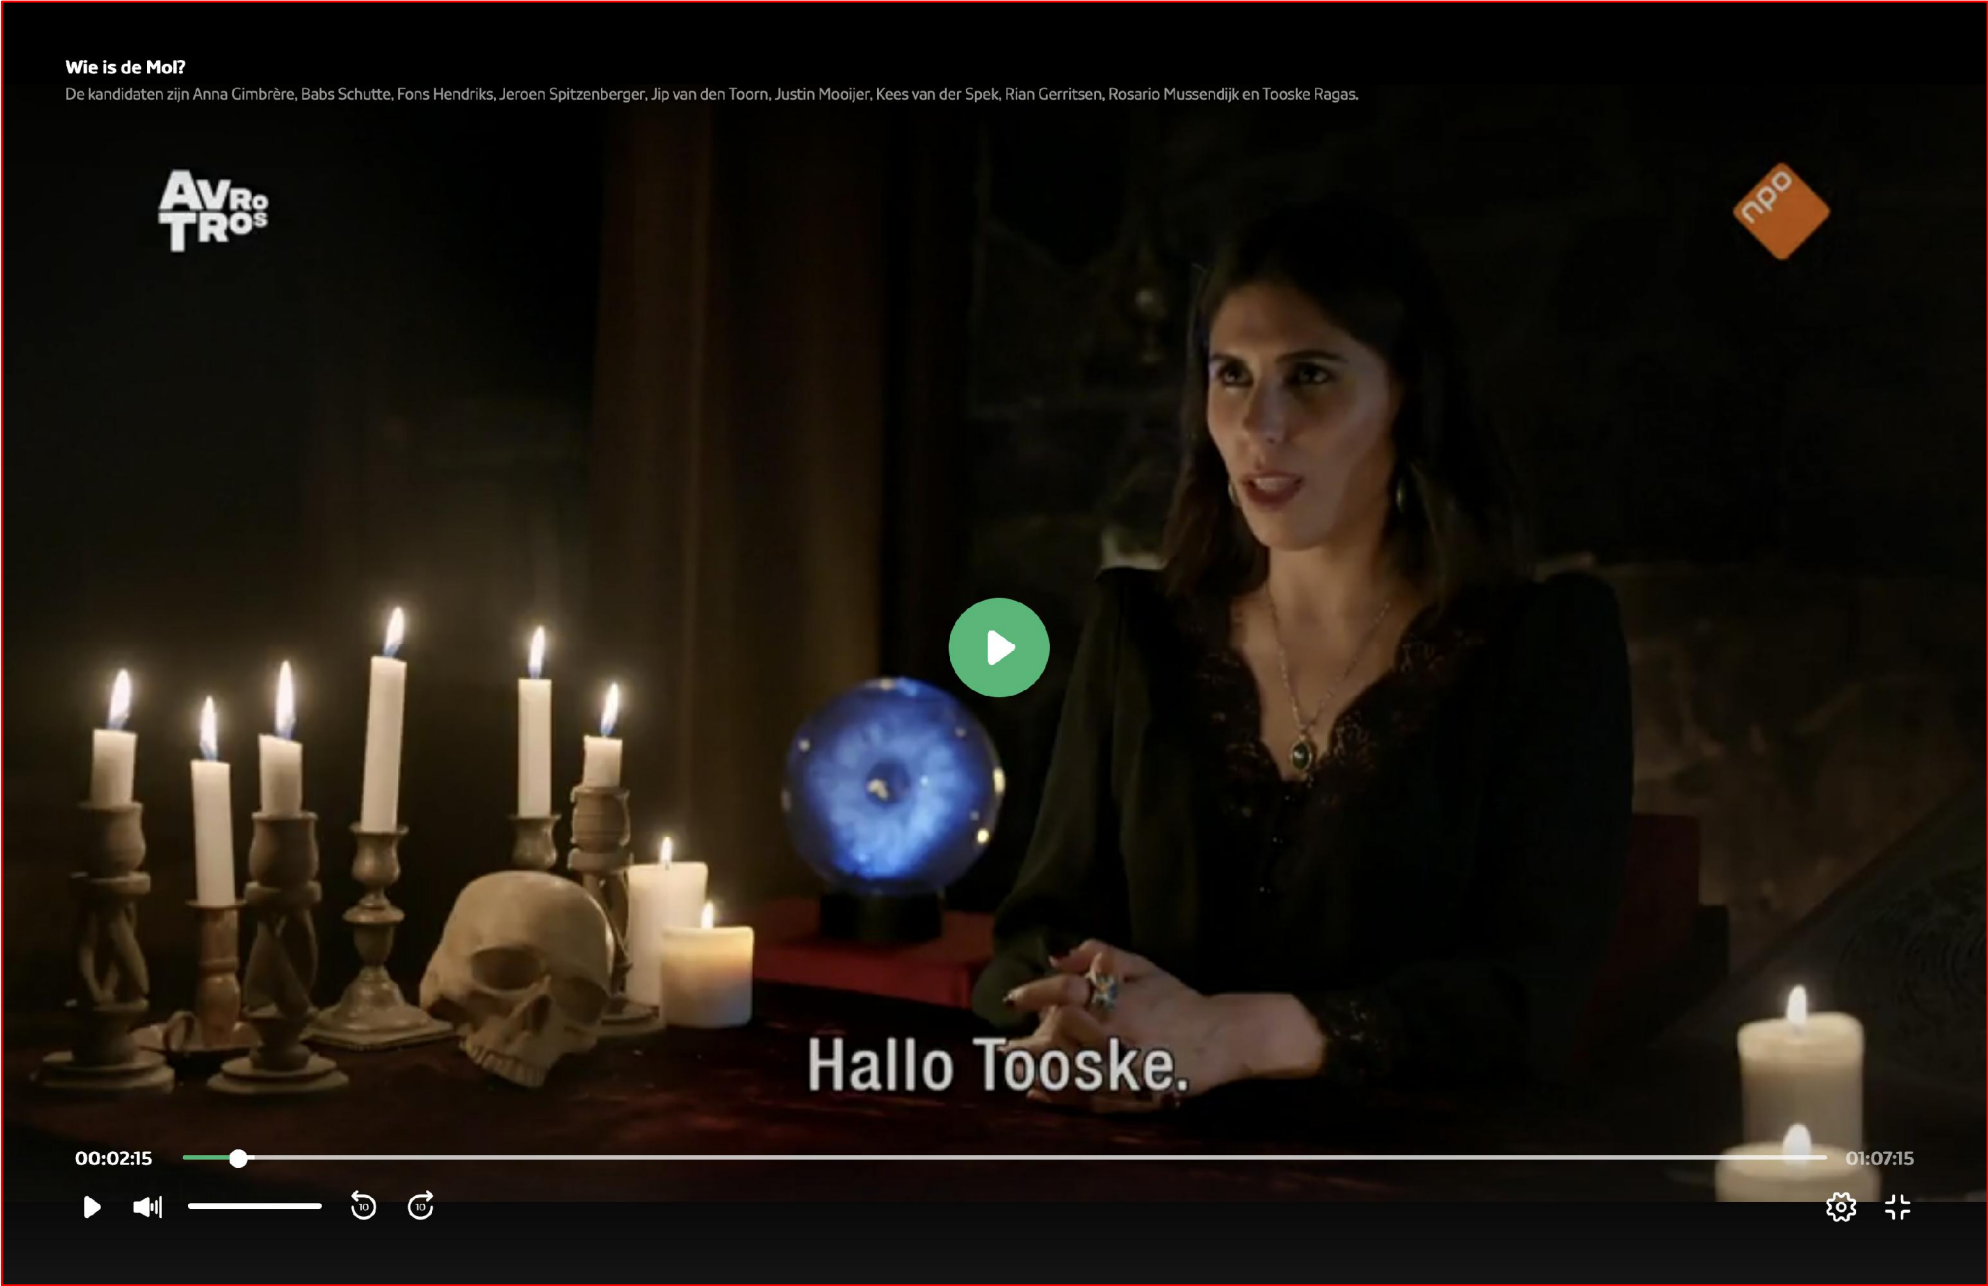 Wie is de Mol?
De kandidaten zijn Anna Gimbrère, Babs Schutte, Fons Hendriks, Jeroen Spitzenberger, Jip van den Toorn, Justin Mooijer, Kees van der Spek, Rian Gerritsen, Rosario Mussendijk en Tooske Ragas.
AVRO
TROS
npo
Hallo Tooske.
00:02:15
01:07:15
10
10